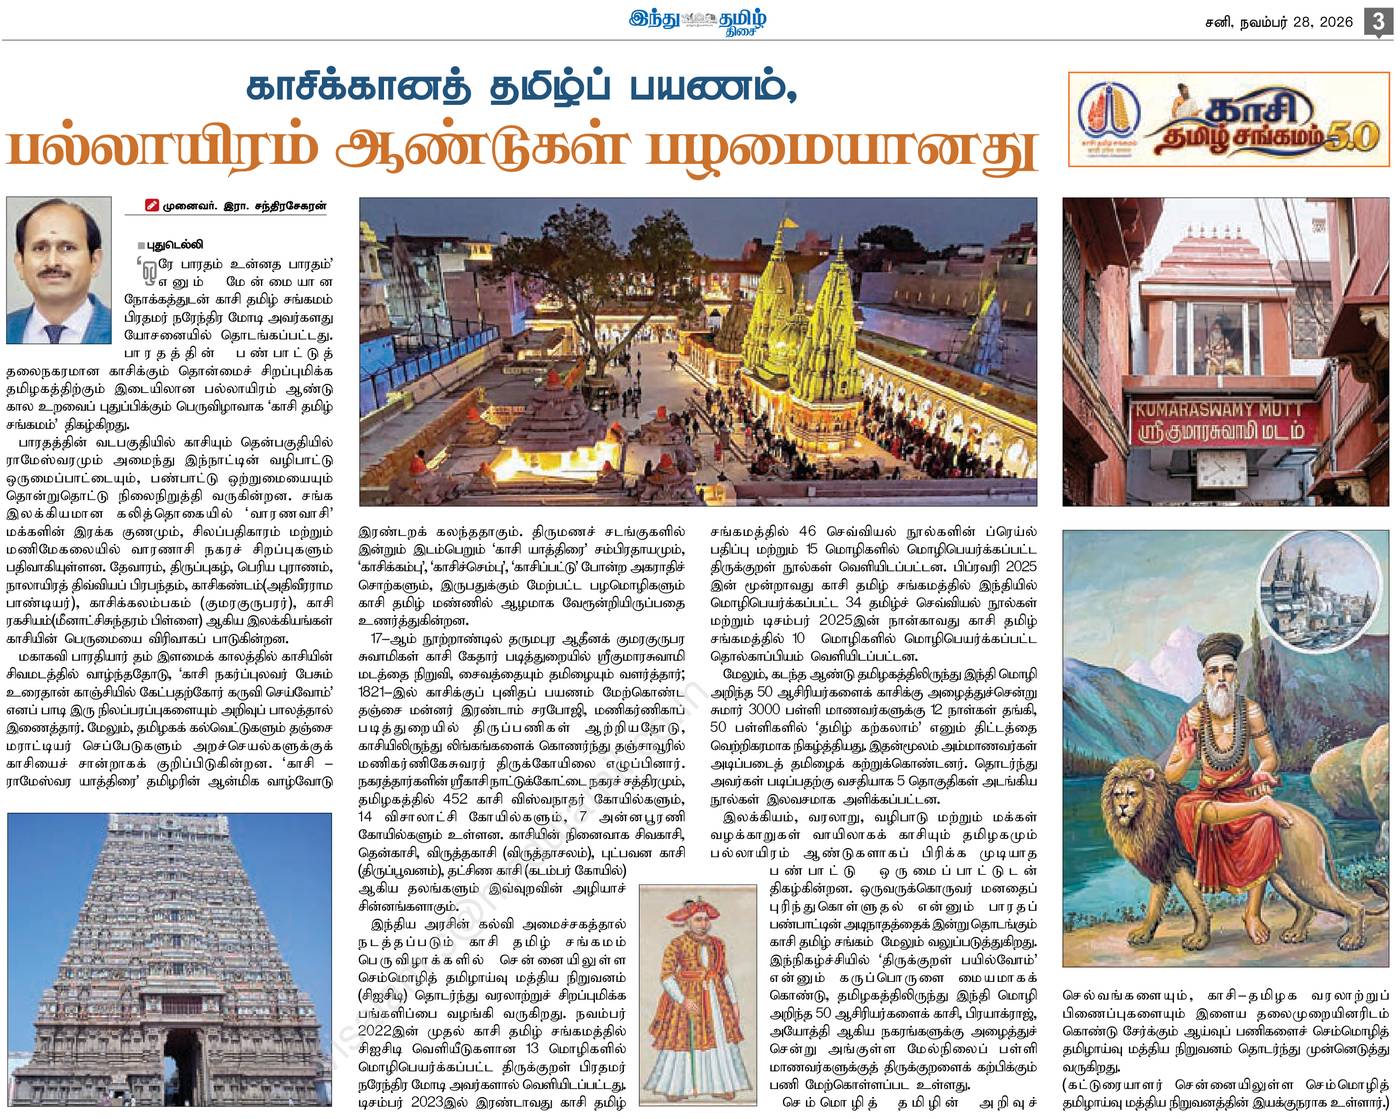 இந்து தமிழ் திசை
சனி, நவம்பர் 28, 2026 3
காசிக்கானத் தமிழ்ப் பயணம்,
பல்லாயிரம் ஆண்டுகள் பழமையானது
காசி தமிழ் சங்கமம்
காசி
தமிழ் சங்கமம் 5.0
முனைவர். இரா. சந்திரசேகரன்
புதுடெல்லி
‘ஒரே பாரதம் உன்னத பாரதம்’
எனும் மேன்மையான
நோக்கத்துடன் காசி தமிழ் சங்கமம்
பிரதமர் நரேந்திர மோடி அவர்களது
யோசனையில் தொடங்கப்பட்டது.
பாரதத்தின் பண்பாட்டுத்
தலைநகரமான காசிக்கும் தொன்மைச் சிறப்புமிக்க
தமிழகத்திற்கும் இடையிலான பல்லாயிரம் ஆண்டு
கால உறவைப் புதுப்பிக்கும் பெருவிழாவாக ‘காசி தமிழ்
சங்கமம்’ திகழ்கிறது.
பாரதத்தின் வடபகுதியில் காசியும் தென்பகுதியில்
ராமேஸ்வரமும் அமைந்து இந்நாட்டின் வழிபாட்டு
ஒருமைப்பாட்டையும், பண்பாட்டு ஒற்றுமையையும்
தொன்றுதொட்டு நிலைநிறுத்தி வருகின்றன. சங்க
இலக்கியமான கலித்தொகையில் ‘வாரணவாசி’
மக்களின் இரக்க குணமும், சிலப்பதிகாரம் மற்றும்
மணிமேகலையில் வாரணாசி நகரச் சிறப்புகளும்
பதிவாகியுள்ளன. தேவாரம், திருப்புகழ், பெரிய புராணம்,
நாலாயிரத் திவ்வியப் பிரபந்தம், காசிகண்டம்(அதிவீரராம
பாண்டியர்), காசிக்கலம்பகம் (குமரகுருபரர்), காசி
ரகசியம்(மீனாட்சிசுந்தரம் பிள்ளை) ஆகிய இலக்கியங்கள்
காசியின் பெருமையை விரிவாகப் பாடுகின்றன.
மகாகவி பாரதியார் தம் இளமைக் காலத்தில் காசியின்
சிவமடத்தில் வாழ்ந்ததோடு, ‘காசி நகர்ப்புலவர் பேசும்
உரைதான் காஞ்சியில் கேட்பதற்கோர் கருவி செய்வோம்’
எனப் பாடி இரு நிலப்பரப்புகளையும் அறிவுப் பாலத்தால்
இணைத்தார். மேலும், தமிழகக் கல்வெட்டுகளும் தஞ்சை
மராட்டியர் செப்பேடுகளும் அறச்செயல்களுக்குக்
காசியைச் சான்றாகக் குறிப்பிடுகின்றன. ‘காசி –
ராமேஸ்வர யாத்திரை’ தமிழரின் ஆன்மிக வாழ்வோடு
இரண்டறக் கலந்ததாகும். திருமணச் சடங்குகளில்
இன்றும் இடம்பெறும் ‘காசி யாத்திரை’ சம்பிரதாயமும்,
‘காசிக்கம்பு’, ‘காசிச்செம்பு’, ‘காசிப்பட்டு’ போன்ற அகராதிச்
சொற்களும், இருபதுக்கும் மேற்பட்ட பழமொழிகளும்
காசி தமிழ் மண்ணில் ஆழமாக வேரூன்றியிருப்பதை
உணர்த்துகின்றன.
17–ஆம் நூற்றாண்டில் தருமபுர ஆதீனக் குமரகுருபர
சுவாமிகள் காசி கேதார் படித்துறையில் ஸ்ரீகுமாரசுவாமி
மடத்தை நிறுவி, சைவத்தையும் தமிழையும் வளர்த்தார்;
1821–இல் காசிக்குப் புனிதப் பயணம் மேற்கொண்ட
தஞ்சை மன்னர் இரண்டாம் சரபோஜி, மணிகர்ணிகாப்
படித்துறையில் திருப்பணிகள் ஆற்றியதோடு,
காசியிலிருந்து லிங்கங்களைக் கொணர்ந்து தஞ்சாவூரில்
மணிகர்ணிகேசுவரர் திருக்கோயிலை எழுப்பினார்.
நகரத்தார்களின் ஸ்ரீகாசி நாட்டுக்கோட்டை நகரச் சத்திரமும்,
தமிழகத்தில் 452 காசி விஸ்வநாதர் கோயில்களும்,
14 விசாலாட்சி கோயில்களும், 7 அன்னபூரணி
கோயில்களும் உள்ளன. காசியின் நினைவாக சிவகாசி,
தென்காசி, விருத்தகாசி (விருத்தாசலம்), புட்பவன காசி
(திருப்பூவணம்), தட்சிண காசி (கடம்பர் கோயில்)
ஆகிய தலங்களும் இவ்வுறவின் அழியாச்
சின்னங்களாகும்.
இந்திய அரசின் கல்வி அமைச்சகத்தால்
நடத்தப்படும் காசி தமிழ் சங்கமம்
பெருவிழாக்களில் சென்னையிலுள்ள
செம்மொழித் தமிழாய்வு மத்திய நிறுவனம்
(சிஐசிடி) தொடர்ந்து வரலாற்றுச் சிறப்புமிக்க
பங்களிப்பை வழங்கி வருகிறது. நவம்பர்
2022இன் முதல் காசி தமிழ் சங்கமத்தில்
சிஐசிடி வெளியீடுகளான 13 மொழிகளில்
மொழிபெயர்க்கப்பட்ட திருக்குறள் பிரதமர்
நரேந்திர மோடி அவர்களால் வெளியிடப்பட்டது.
டிசம்பர் 2023இல் இரண்டாவது காசி தமிழ்
சங்கமத்தில் 46 செவ்வியல் நூல்களின் ப்ரெய்ல்
பதிப்பு மற்றும் 15 மொழிகளில் மொழிபெயர்க்கப்பட்ட
திருக்குறள் நூல்கள் வெளியிடப்பட்டன. பிப்ரவரி 2025
இன் மூன்றாவது காசி தமிழ் சங்கமத்தில் இந்தியில்
மொழிபெயர்க்கப்பட்ட 34 தமிழ்ச் செவ்வியல் நூல்கள்
மற்றும் டிசம்பர் 2025இன் நான்காவது காசி தமிழ்
சங்கமத்தில் 10 மொழிகளில் மொழிபெயர்க்கப்பட்ட
தொல்காப்பியம் வெளியிடப்பட்டன.
மேலும், கடந்த ஆண்டு தமிழகத்திலிருந்து இந்தி மொழி
அறிந்த 50 ஆசிரியர்களைக் காசிக்கு அழைத்துச்சென்று
சுமார் 3000 பள்ளி மாணவர்களுக்கு 12 நாள்கள் தங்கி,
50 பள்ளிகளில் ‘தமிழ் கற்கலாம்’ எனும் திட்டத்தை
வெற்றிகரமாக நிகழ்த்தியது. இதன்மூலம் அம்மாணவர்கள்
அடிப்படைத் தமிழைக் கற்றுக்கொண்டனர். தொடர்ந்து
அவர்கள் படிப்பதற்கு வசதியாக 5 தொகுதிகள் அடங்கிய
நூல்கள் இலவசமாக அளிக்கப்பட்டன.
இலக்கியம், வரலாறு, வழிபாடு மற்றும் மக்கள்
வழக்காறுகள் வாயிலாகக் காசியும் தமிழகமும்
பல்லாயிரம் ஆண்டுகளாகப் பிரிக்க முடியாத
பண்பாட்டு ஒருமைப்பாட்டுடன்
திகழ்கின்றன. ஒருவருக்கொருவர் மனதைப்
புரிந்துகொள்ளுதல் என்னும் பாரதப்
பண்பாட்டின் அடிநாதத்தைக் இன்று தொடங்கும்
காசி தமிழ் சங்கம் மேலும் வலுப்படுத்துகிறது.
இந்நிகழ்ச்சியில் ‘திருக்குறள் பயில்வோம்’
என்னும் கருப்பொருளை மையமாகக்
கொண்டு, தமிழகத்திலிருந்து இந்தி மொழி
அறிந்த 50 ஆசிரியர்களைக் காசி, பிரயாக்ராஜ்,
அயோத்தி ஆகிய நகரங்களுக்கு அழைத்துச்
சென்று அங்குள்ள மேல்நிலைப் பள்ளி
மாணவர்களுக்குத் திருக்குறளைக் கற்பிக்கும்
பணி மேற்கொள்ளப்பட உள்ளது.
செம்மொழித் தமிழின் அறிவுச்
KUMARASWAMY MUTT
ஸ்ரீ குமாரசுவாமி மடம்
செல்வங்களையும், காசி–தமிழக வரலாற்றுப்
பிணைப்புகளையும் இளைய தலைமுறையினரிடம்
கொண்டு சேர்க்கும் ஆய்வுப் பணிகளைச் செம்மொழித்
தமிழாய்வு மத்திய நிறுவனம் தொடர்ந்து முன்னெடுத்து
வருகிறது.
(கட்டுரையாளர் சென்னையிலுள்ள செம்மொழித்
தமிழாய்வு மத்திய நிறுவனத்தின் இயக்குநராக உள்ளார்.)